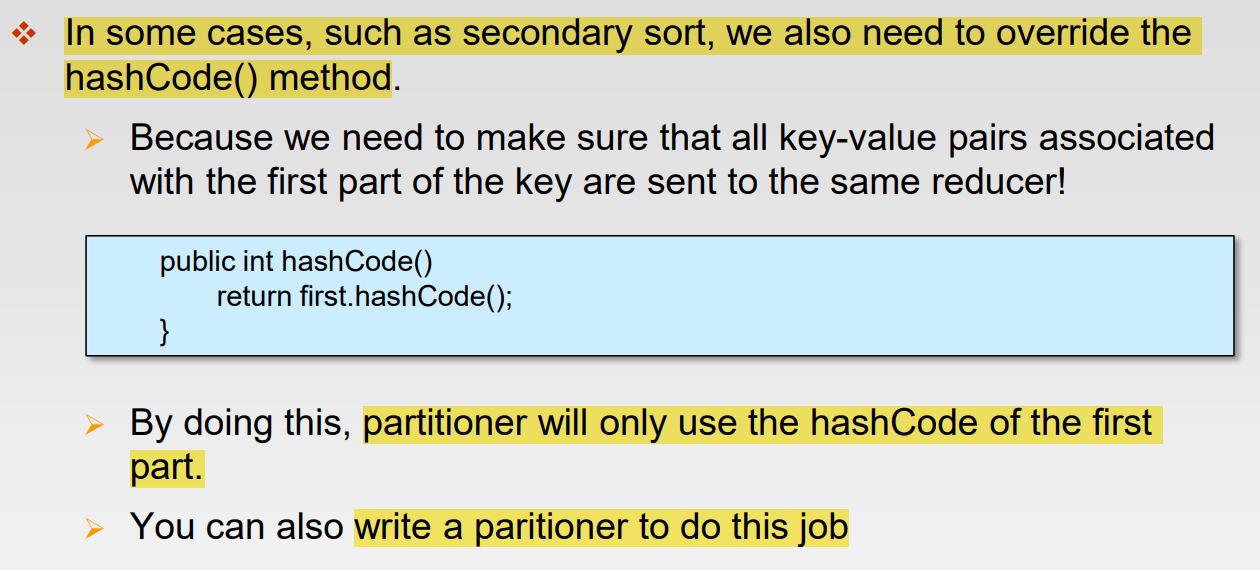 In some cases, such as secondary sort, we also need to override the
hashCode() method.
Because we need to make sure that all key-value pairs associated
with the first part of the key are sent to the same reducer!
public int hashCode()
return first.hashCode();
}
By doing this, partitioner will only use the hashCode of the first
part.
You can also write a paritioner to do this job